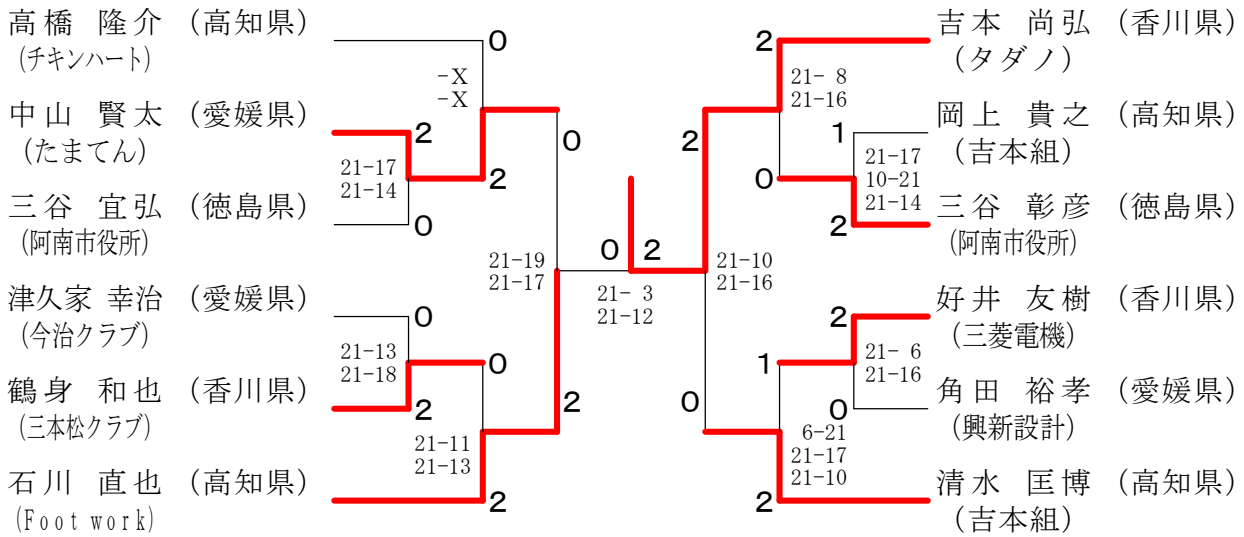 高橋 隆介 (高知県)
(チキンハート)
0
-X
-X
中山 賢太 (愛媛県)
(たまてん)
2
21-17
21-14
2
三谷 宜弘 (徳島県)
(阿南市役所)
0
0
21-19
21-17
津久家 幸治 (愛媛県)
(今治クラブ)
0
21-13
21-18
0
鶴身 和也 (香川県)
(三本松クラブ)
2
2
21-11
21-13
石川 直也 (高知県)
(Foot work)
2
0
2
21- 3
21-12
吉本 尚弘 (香川県)
(タダノ)
2
21- 8
21-16
2
岡上 貴之 (高知県)
(吉本組)
1
21-17
10-21
21-14
0
三谷 彰彦 (徳島県)
(阿南市役所)
2
21-10
21-16
好井 友樹 (香川県)
(三菱電機)
2
21- 6
21-16
1
角田 裕孝 (愛媛県)
(興新設計)
0
0
6-21
21-17
21-10
清水 匡博 (高知県)
(吉本組)
2